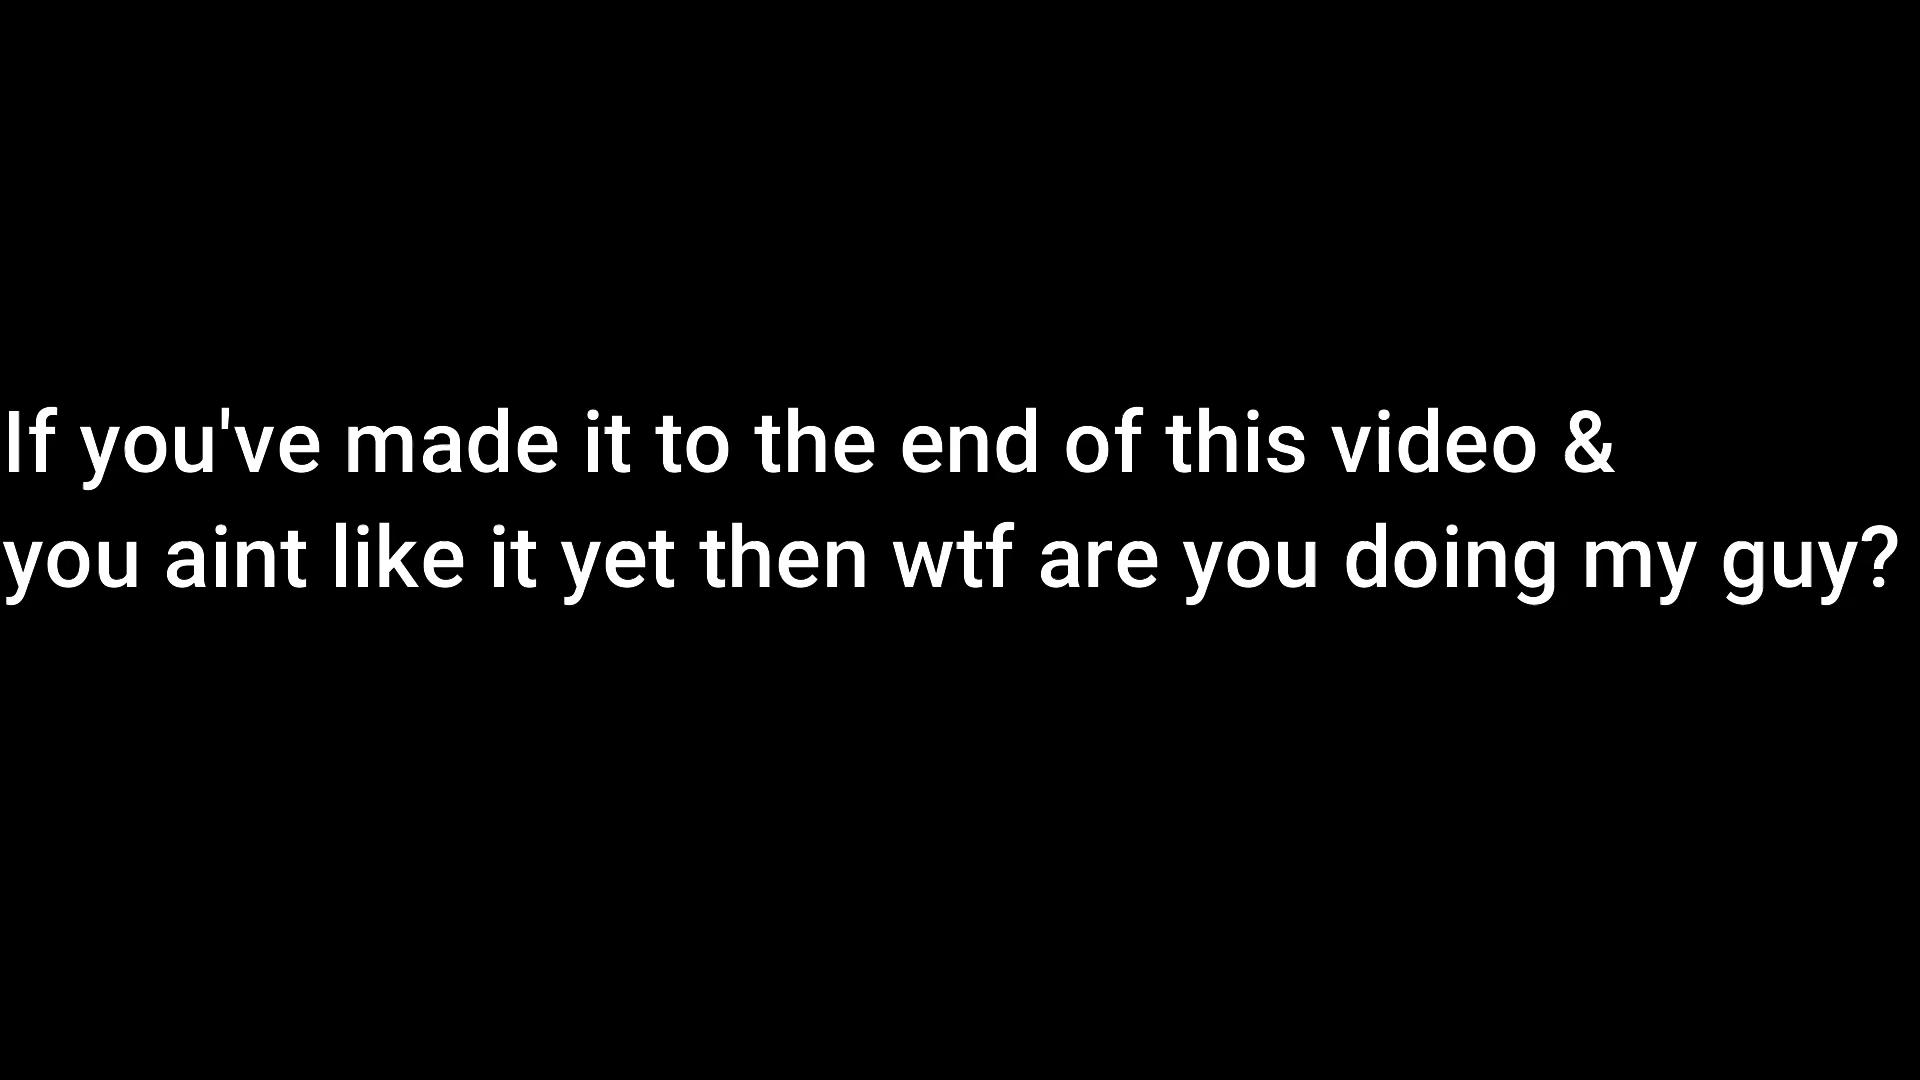 If you've made it to the end of this video &
you aint like it yet then wtf are you doing my guy?